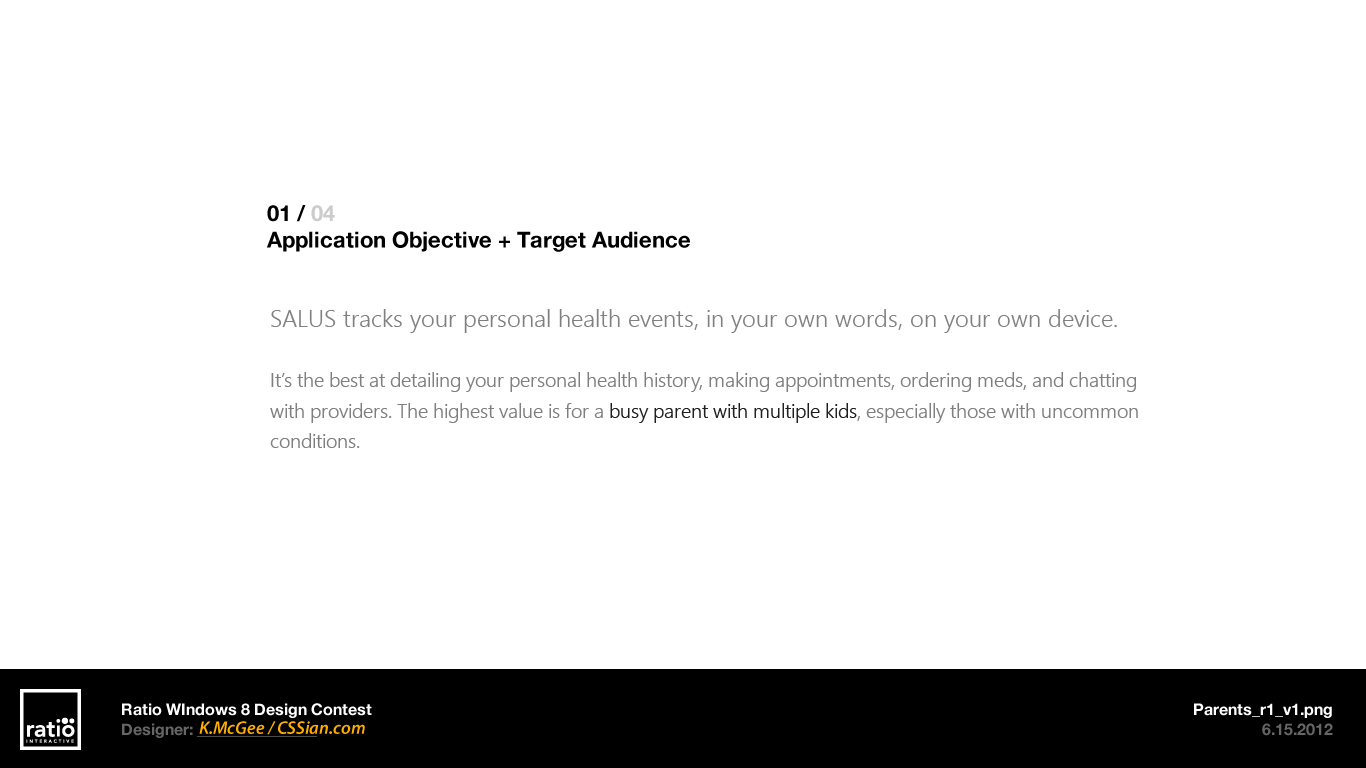 01 / 04
Application Objective + Target Audience
SALUS tracks your personal health events, in your own words, on your own device.
It’s the best at detailing your personal health history, making appointments, ordering meds, and chatting
with providers. The highest value is for a busy parent with multiple kids, especially those with uncommon
conditions.
ratio
INTERACTIVE
Ratio WIndows 8 Design Contest
Designer: K.McGee / CSSian.com
Parents_r1_v1.png
6.15.2012